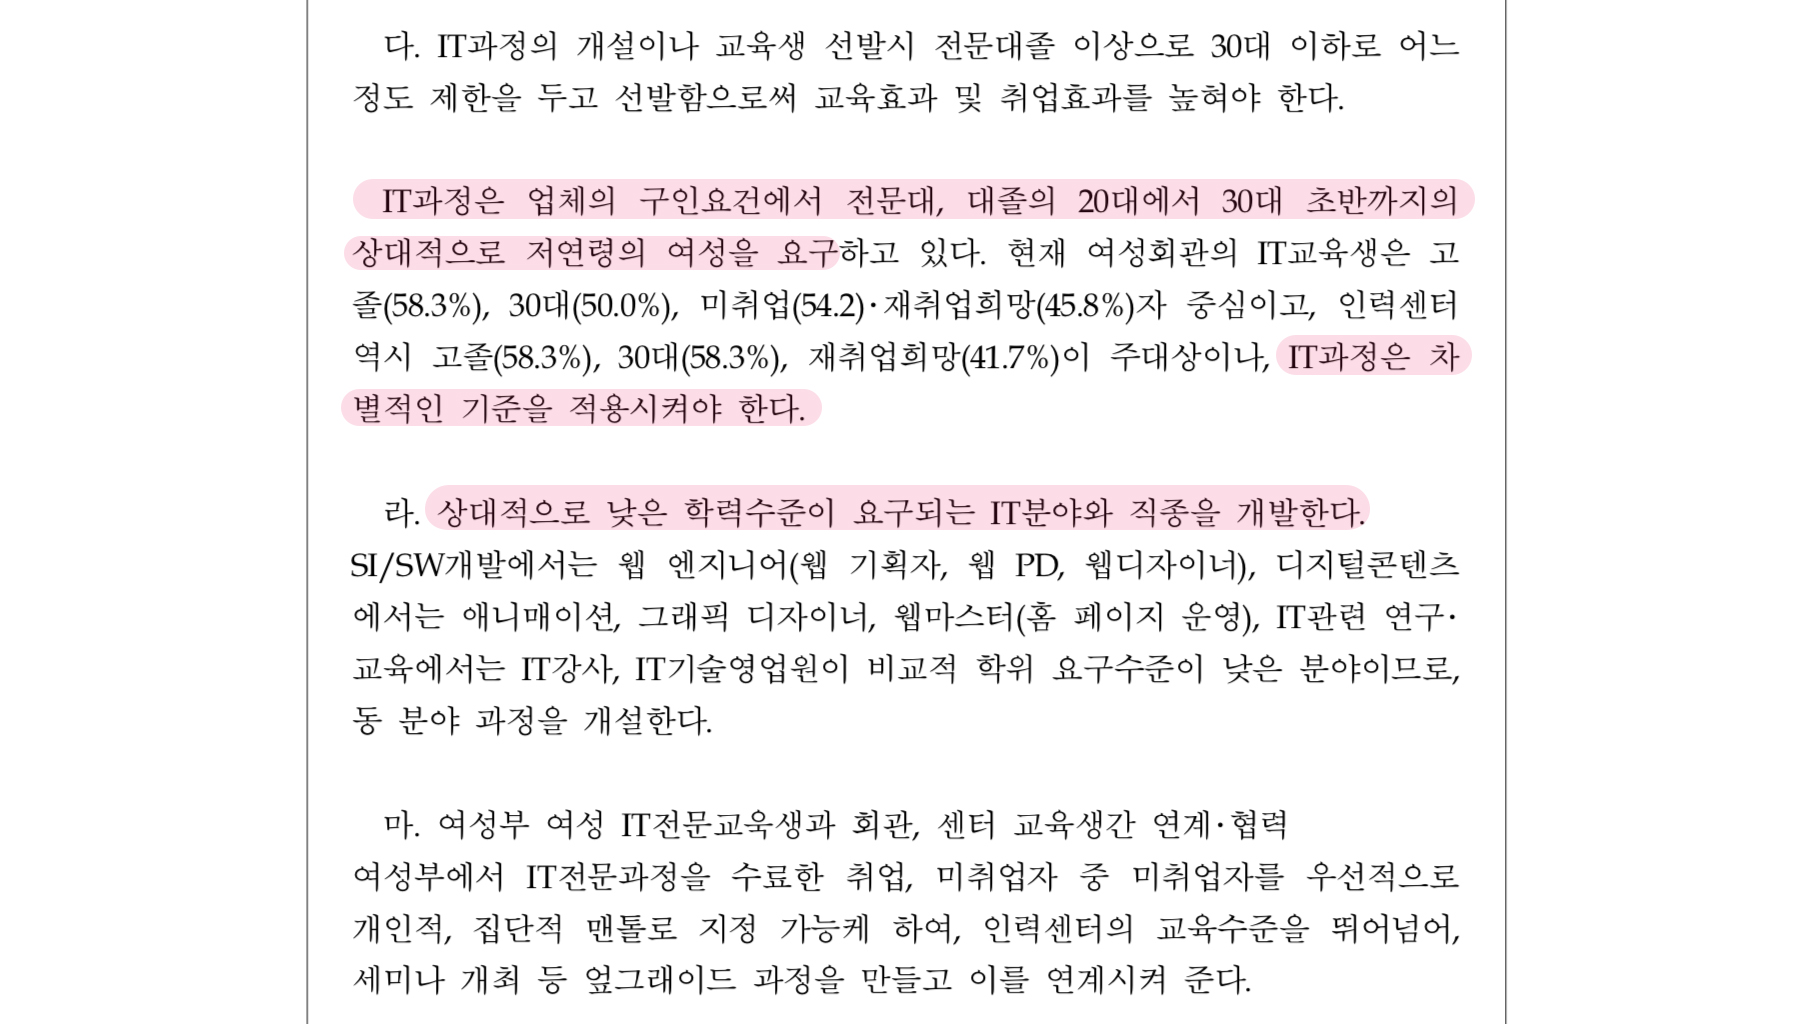 다. IT과정의 개설이나 교육생 선발시 전문대졸 이상으로 30대 이하로 어느
정도 제한을 두고 선발함으로써 교육효과 및 취업효과를 높혀야 한다.
IT과정은 업체의 구인요건에서 전문대, 대졸의 20대에서 30대 초반까지의
상대적으로 저연령의 여성을 요구하고 있다. 현재 여성회관의 IT교육생은 고
졸(58.3%), 30대(50.0%), 미취업(54.2)·재취업희망(45.8%)자 중심이고, 인력센터
역시 고졸(58.3%), 30대(58.3%), 재취업희망(41.7%)이 주대상이나, IT과정은 차
별적인 기준을 적용시켜야 한다.
라. 상대적으로 낮은 학력수준이 요구되는 IT분야와 직종을 개발한다.
SI/SW개발에서는 웹 엔지니어(웹 기획자, 웹 PD, 웹디자이너), 디지털콘텐츠
에서는 애니매이션, 그래픽 디자이너, 웹마스터(홈 페이지 운영), IT관련 연구·
교육에서는 IT강사, IT기술영업원이 비교적 학위 요구수준이 낮은 분야이므로,
동 분야 과정을 개설한다.
마. 여성부 여성 IT전문교육생과 회관, 센터 교육생간 연계·협력
여성부에서 IT전문과정을 수료한 취업, 미취업자 중 미취업자를 우선적으로
개인적, 집단적 맨톨로 지정 가능케 하여, 인력센터의 교육수준을 뛰어넘어,
세미나 개최 등 엎그래이드 과정을 만들고 이를 연계시켜 준다.